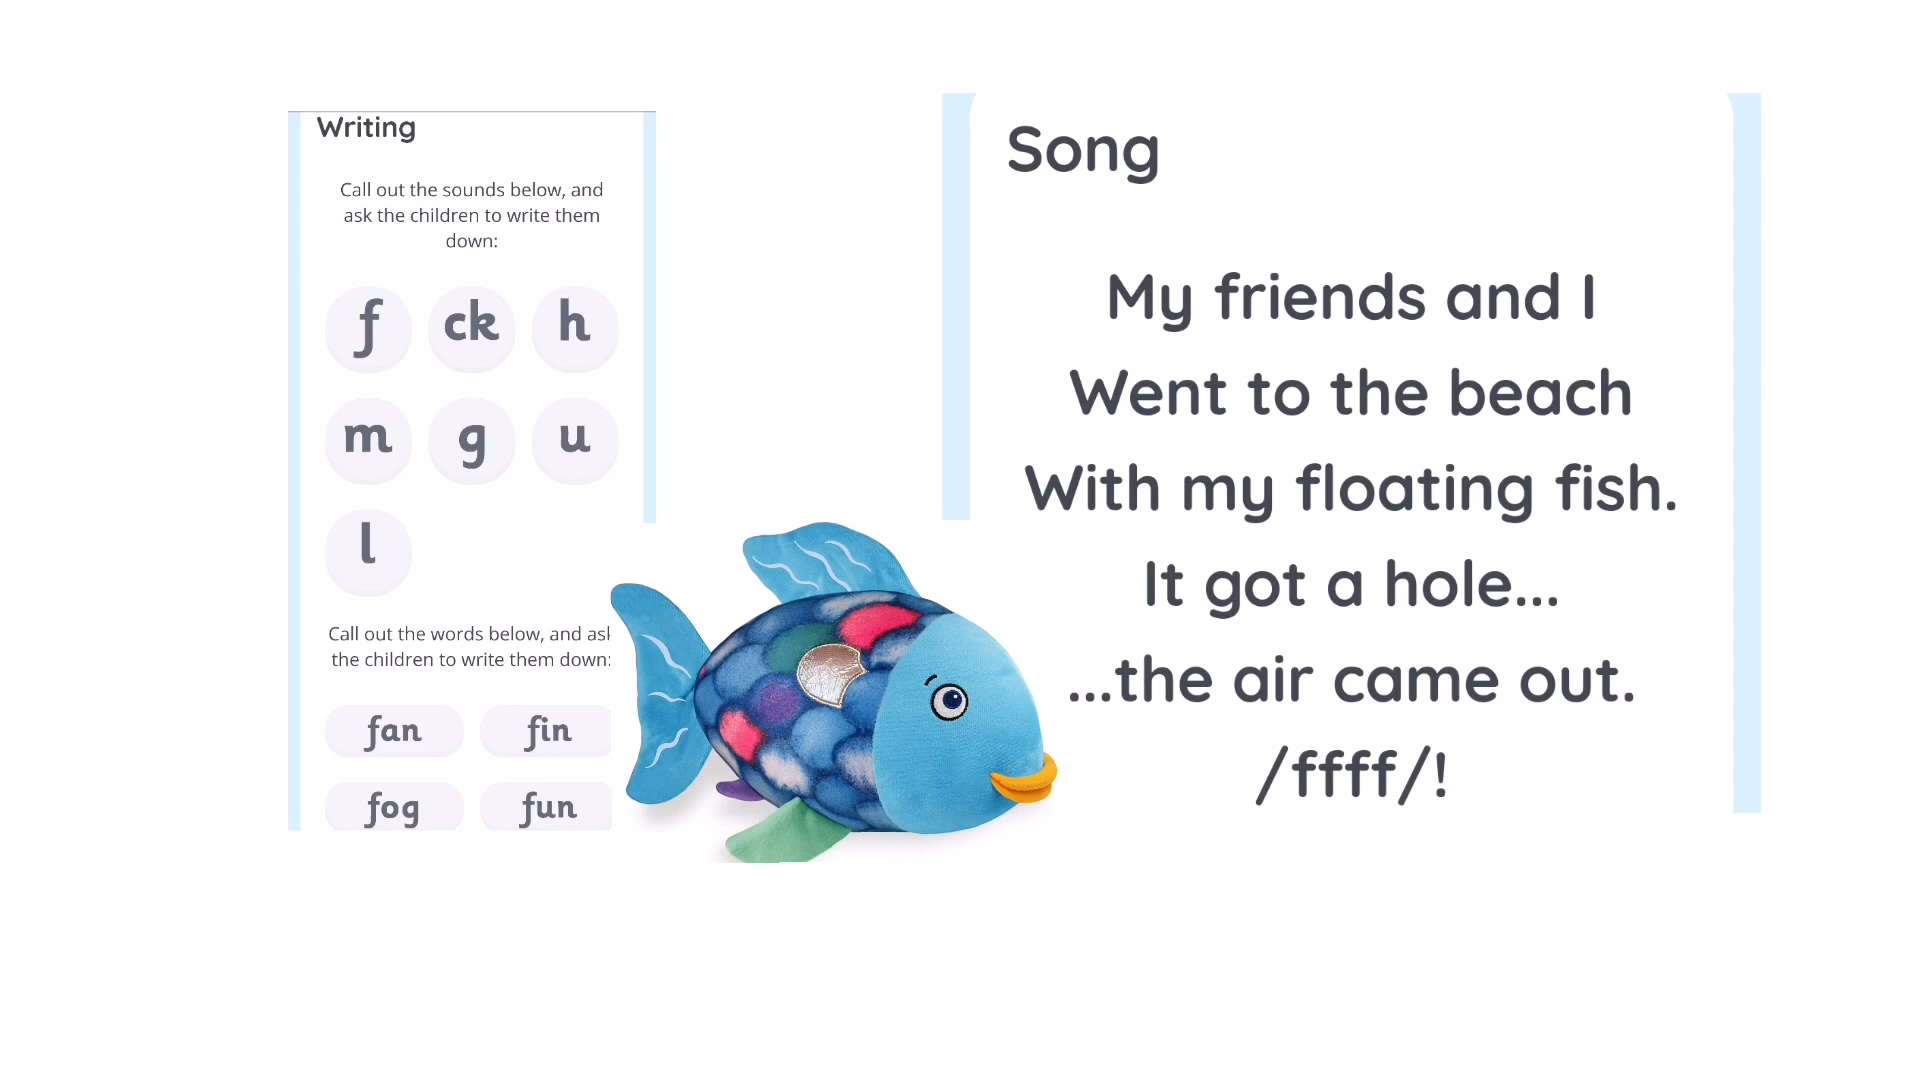 Writing
Call out the sounds below, and
ask the children to write them
down:
f ck h
m g u
l
Call out the words below, and ask
the children to write them down:
fan fin
fog fun
Song
My friends and I
Went to the beach
With my floating fish.
It got a hole...
...the air came out.
/ffff/!